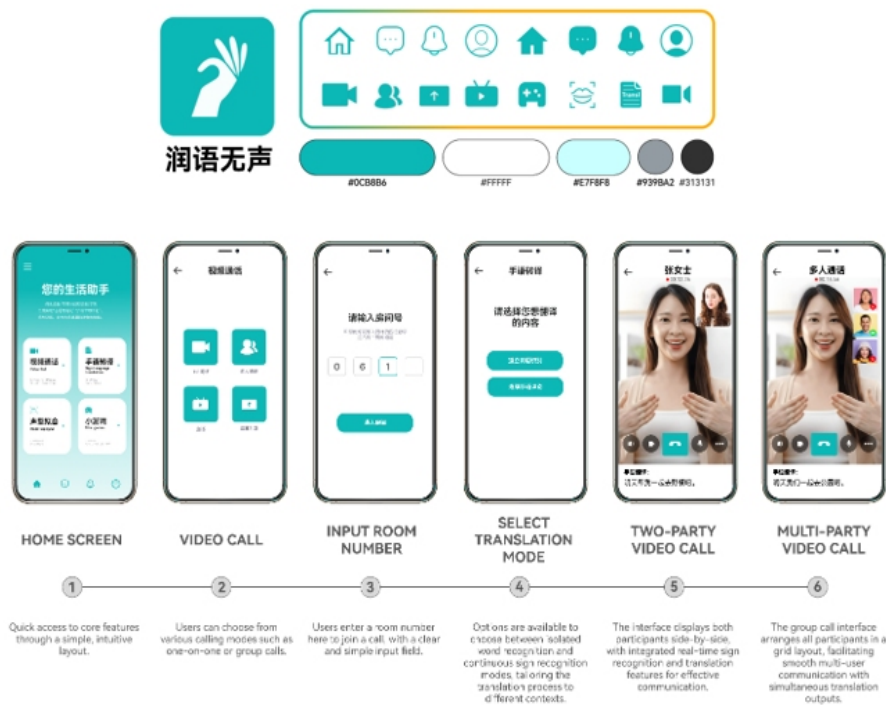 润语无声
#0CB8B6
#FFFFF
#E7F8F8
#939BA2
#313131
您的生活助手
视频通话
手语转译
小游戏
视频通话
请输入房间号
0 6 1
手语转译
请选择您想翻译
的内容
张女士
多人通话
HOME SCREEN
VIDEO CALL
INPUT ROOM
NUMBER
SELECT
TRANSLATION
MODE
TWO-PARTY
VIDEO CALL
MULTI-PARTY
VIDEO CALL
1
2
3
4
5
6
Quick access to core features
through a simple, intuitive
layout.
Users can choose from
various calling modes such as
one-on-one or group calls.
Users enter a room number
here to join a call, with a clear
and simple input field.
Options are available to
choose between isolated
word recognition and
continuous sign recognition
modes, tailoring the
translation process to
different contexts.
The interface displays both
participants side-by-side,
with integrated real-time sign
recognition and translation
features for effective
communication.
The group call interface
arranges all participants in a
grid layout, facilitating
smooth multi-user
communication with
simultaneous translation
outputs.